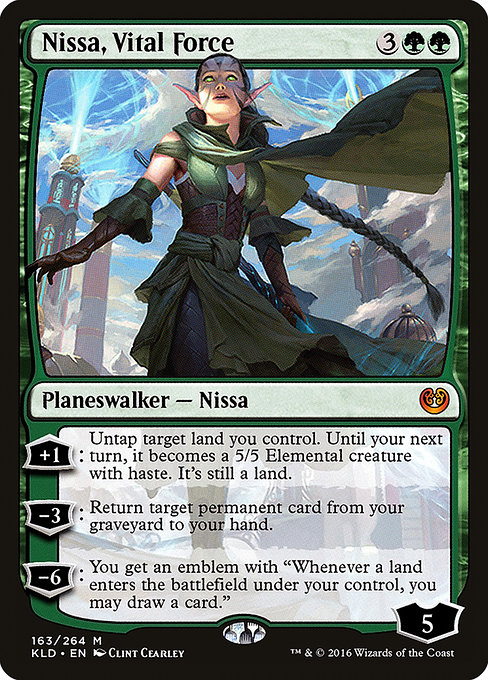 Nissa, Vital Force 3
Planeswalker — Nissa
+1: Untap target land you control. Until your next
turn, it becomes a 5/5 Elemental creature
with haste. It's still a land.
−3: Return target permanent card from your
graveyard to your hand.
−6: You get an emblem with “Whenever a land
enters the battlefield under your control, you
may draw a card.”
5
163/264 M
KLD • EN Clint Cearley
™ & © 2016 Wizards of the Coast